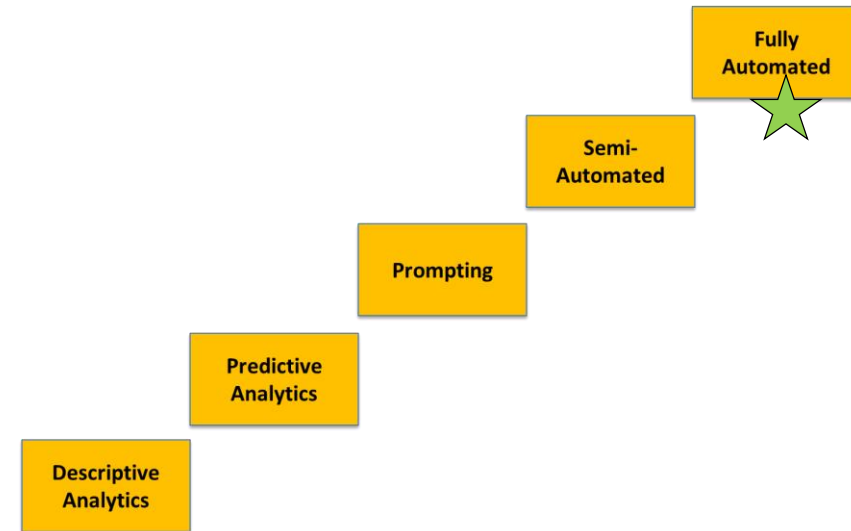 Fully
Automated
Semi-
Automated
Prompting
Predictive
Analytics
Descriptive
Analytics